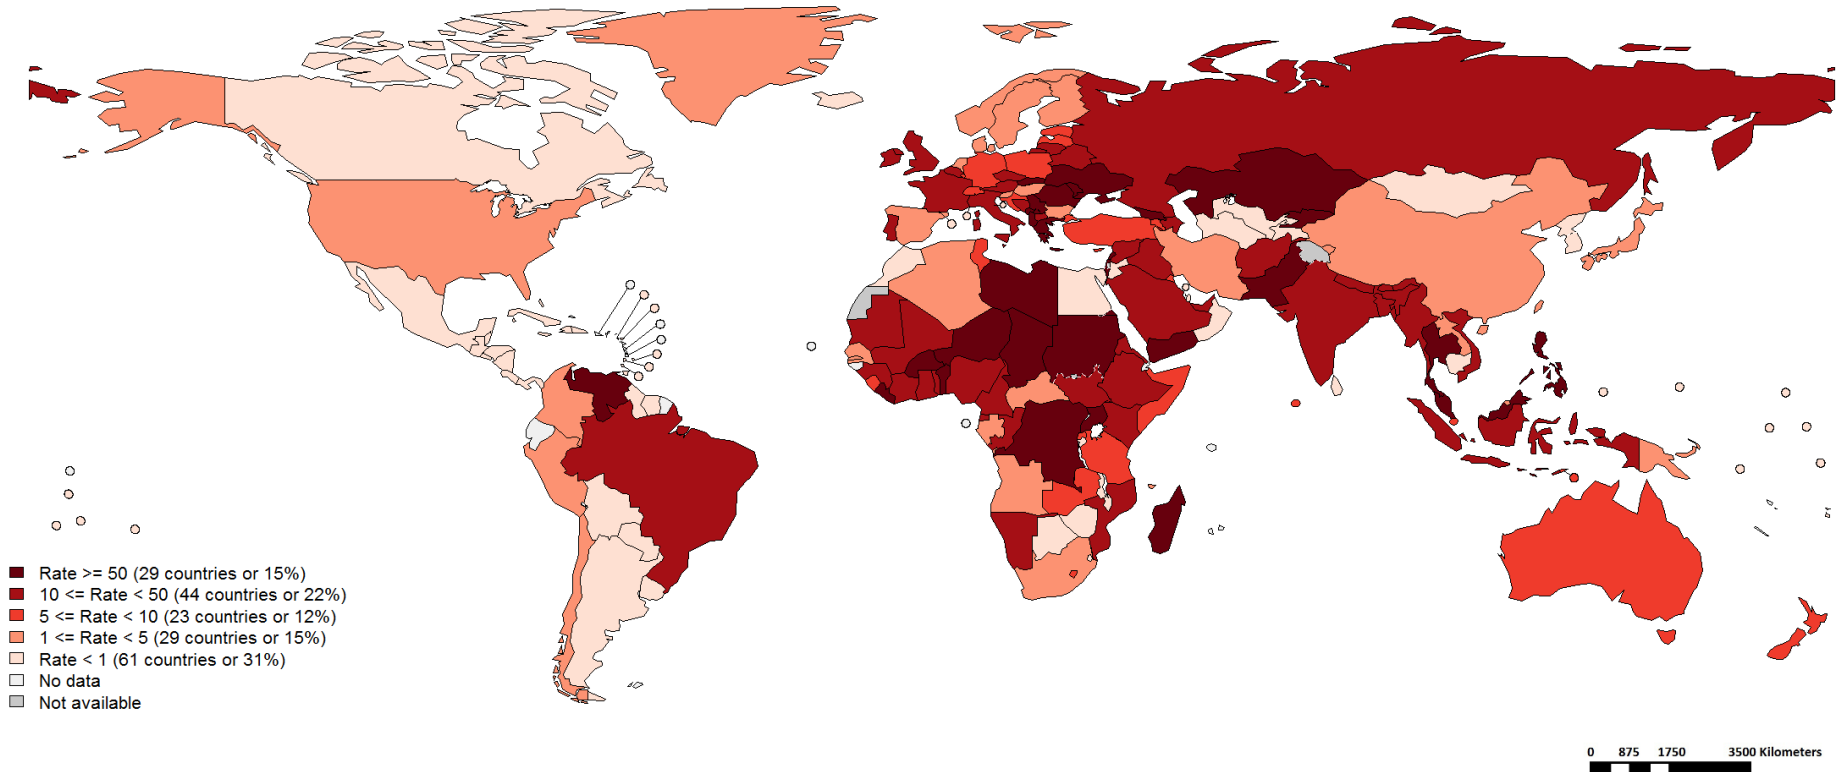 Rate >= 50 (29 countries or 15%)
10 <= Rate < 50 (44 countries or 22%)
5 <= Rate < 10 (23 countries or 12%)
1 <= Rate < 5 (29 countries or 15%)
Rate < 1 (61 countries or 31%)
No data
Not available
0 875 1750 3500 Kilometers